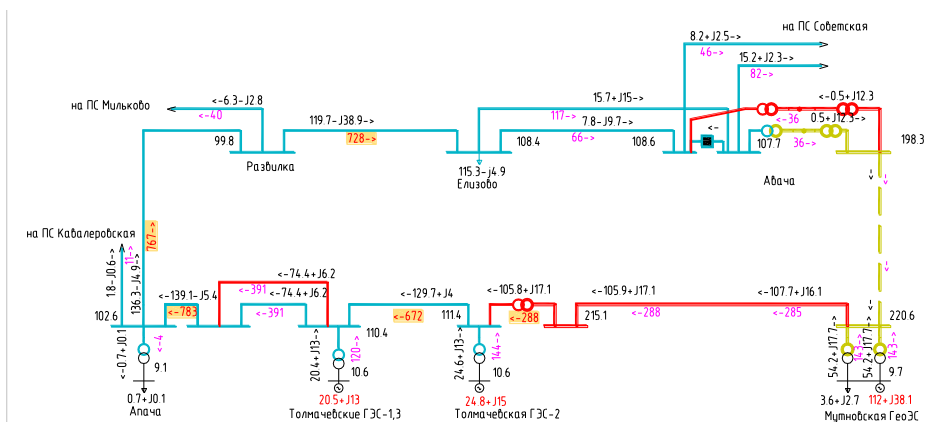 на ПС Советская
8.2+J2.5->
46->
15.2+J2.3->
82->
на ПС Мильково
<-6.3-J2.8
<-40
15.7+J15->
117->
<-0.5+J12.3
<-36
119.7-J38.9->
728->
7.8-J9.7->
66->
<-
0.5+J12.3->
36->
99.8
108.4
108.6
107.7
198.3
Развилка
115.3-j4.9
Елизово
Авача
<--
<--
на ПС Кавалеровская
1.8-J0.6->
11->
136.3-J4.9->
767->
<-74.4+J6.2
<-391
<-139.1-J5.4
<-783
<-74.4+J6.2
<-391
<-129.7+J4
<-672
<-105.8+J17.1
<-288
<-105.9+J17.1
<-288
<-107.7+J16.1
<-285
<--
<--
102.6
110.4
111.4
215.1
220.6
<-0.7+J0.1
<-4
9.1
20.4+J13->
120->
10.6
24.6+J13->
144->
10.6
54.2+J17.7->
143->
54.2+J17.7->
143->
9.7
0.7+J0.1
Апача
20.5+J13
Толмачевские ГЭС-1,3
24.8+J15
Толмачевская ГЭС-2
3.6+J2.7
112+J38.1
Мутновская ГеоЭС